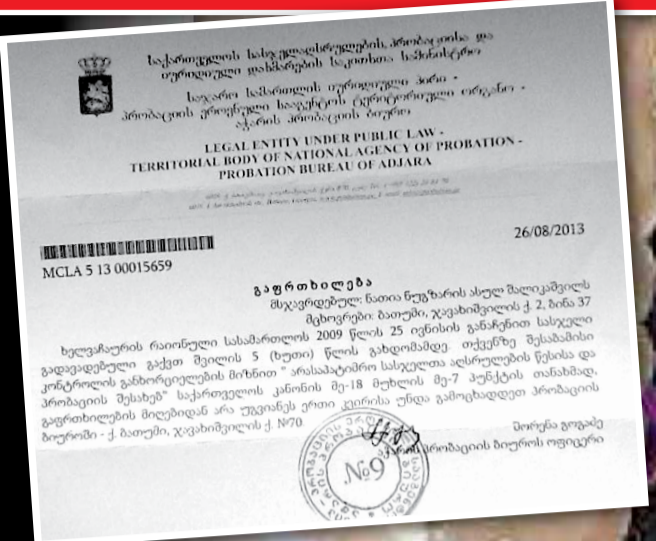 საქართველოს სასჯელაღსრულების, პრობაციისა და
იურიდიული დახმარების საკითხთა სამინისტრო
საჯარო სამართლის იურიდიული პირი -
პრობაციის ეროვნული სააგენტოს ტერიტორიული ორგანო -
აჭარის პრობაციის ბიურო
LEGAL ENTITY UNDER PUBLIC LAW -
TERRITORIAL BODY OF NATIONAL AGENCY OF PROBATION -
PROBATION BUREAU OF ADJARA
26/08/2013
MCLA 5 13 00015659
გაფრთხილება
მსჯავრდებულ: ნათია ნუგზარის ასულ მალიკაშვილს
მცხოვრები: ბათუმი, ჯავახიშვილის ქ. 2, ბინა 37
ხელვაჩაურის რაიონული სასამართლოს 2009 წლის 25 ივნისის განაჩენით სასჯელი
გადავადებული გაქვთ შვილის 5 (ხუთი) წლის გახდომამდე. თქვენზე შესაბამისი
კონტროლის განხორციელების მიზნით " არასაპატიმრო სასჯელთა აღსრულების წესისა და
პრობაციის შესახებ" საქართველოს კანონის მე-18 მუხლის მე-7 პუნქტის თანახმად,
გაფრთხილების მიღებიდან არა უგვიანეს ერთი კვირისა უნდა გამოცხადდეთ პრობაციის
ბიუროში - ქ. ბათუმი, ჯავახიშვილის ქ. №70.
მორენა გოგაძე
აჭარის პრობაციის ბიუროს ოფიცერი
№9